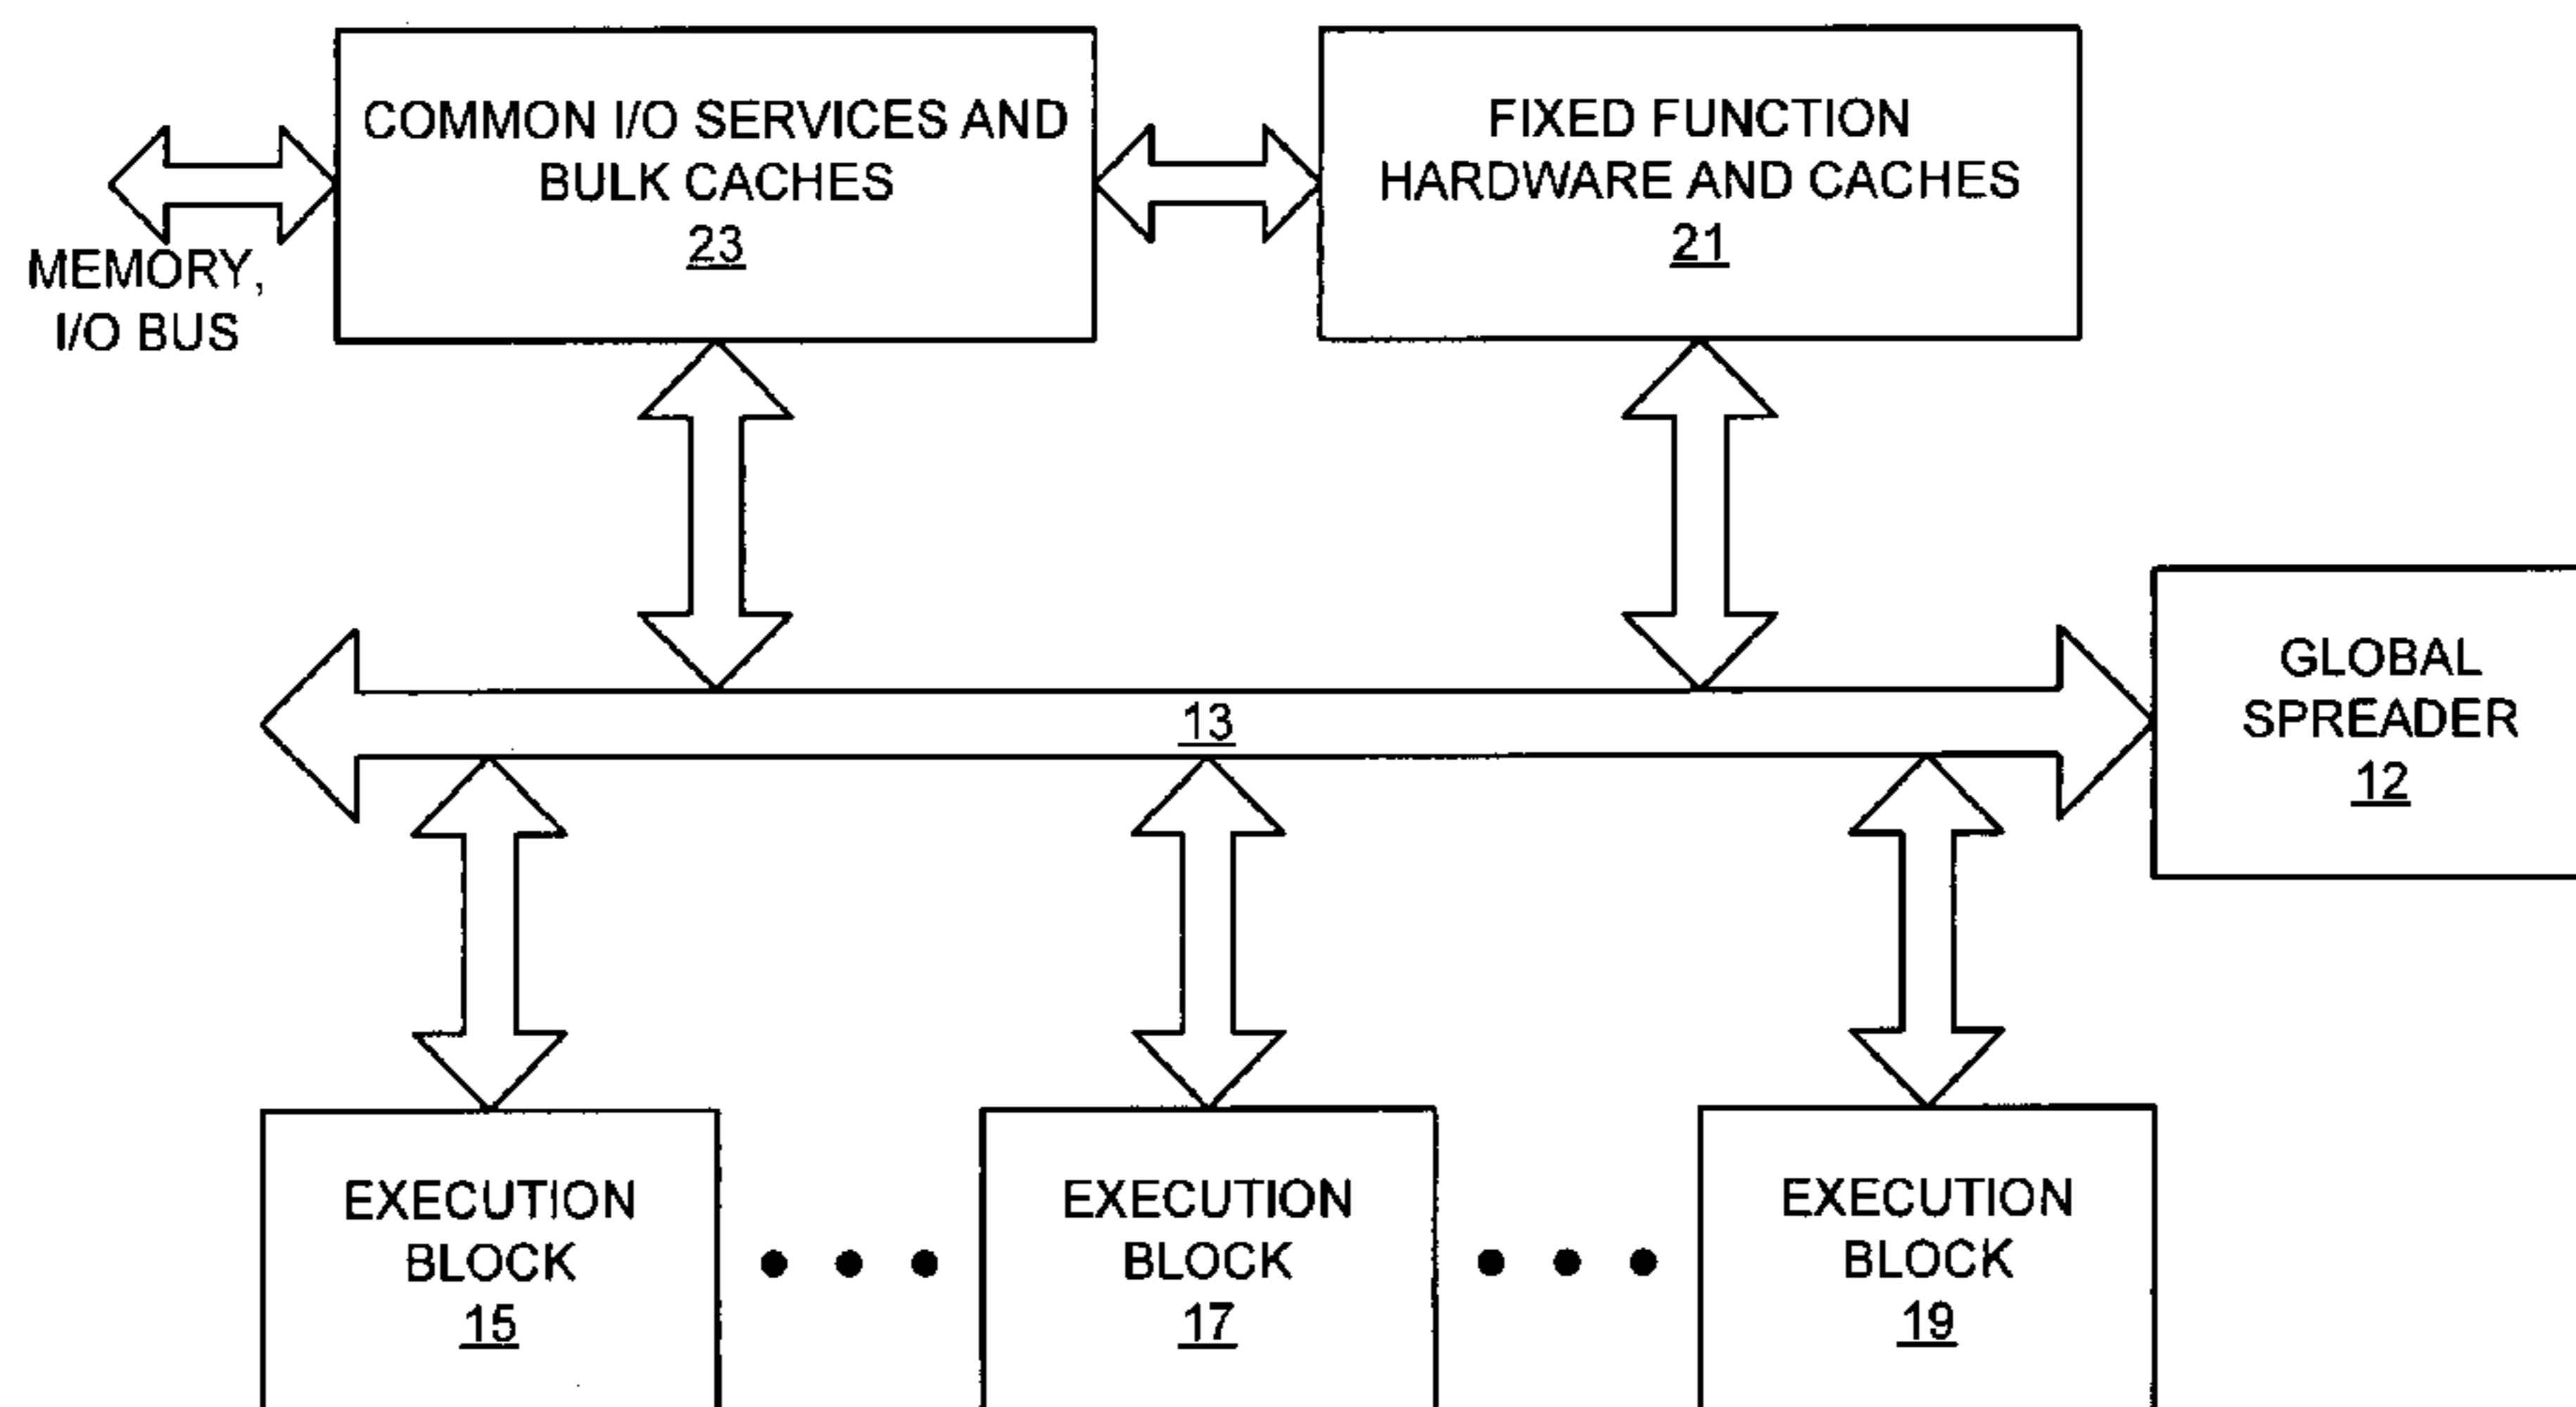 COMMON I/O SERVICES AND
BULK CACHES
23
FIXED FUNCTION
HARDWARE AND CACHES
21
MEMORY,
I/O BUS
13
GLOBAL
SPREADER
12
EXECUTION
BLOCK
15
EXECUTION
BLOCK
17
EXECUTION
BLOCK
19